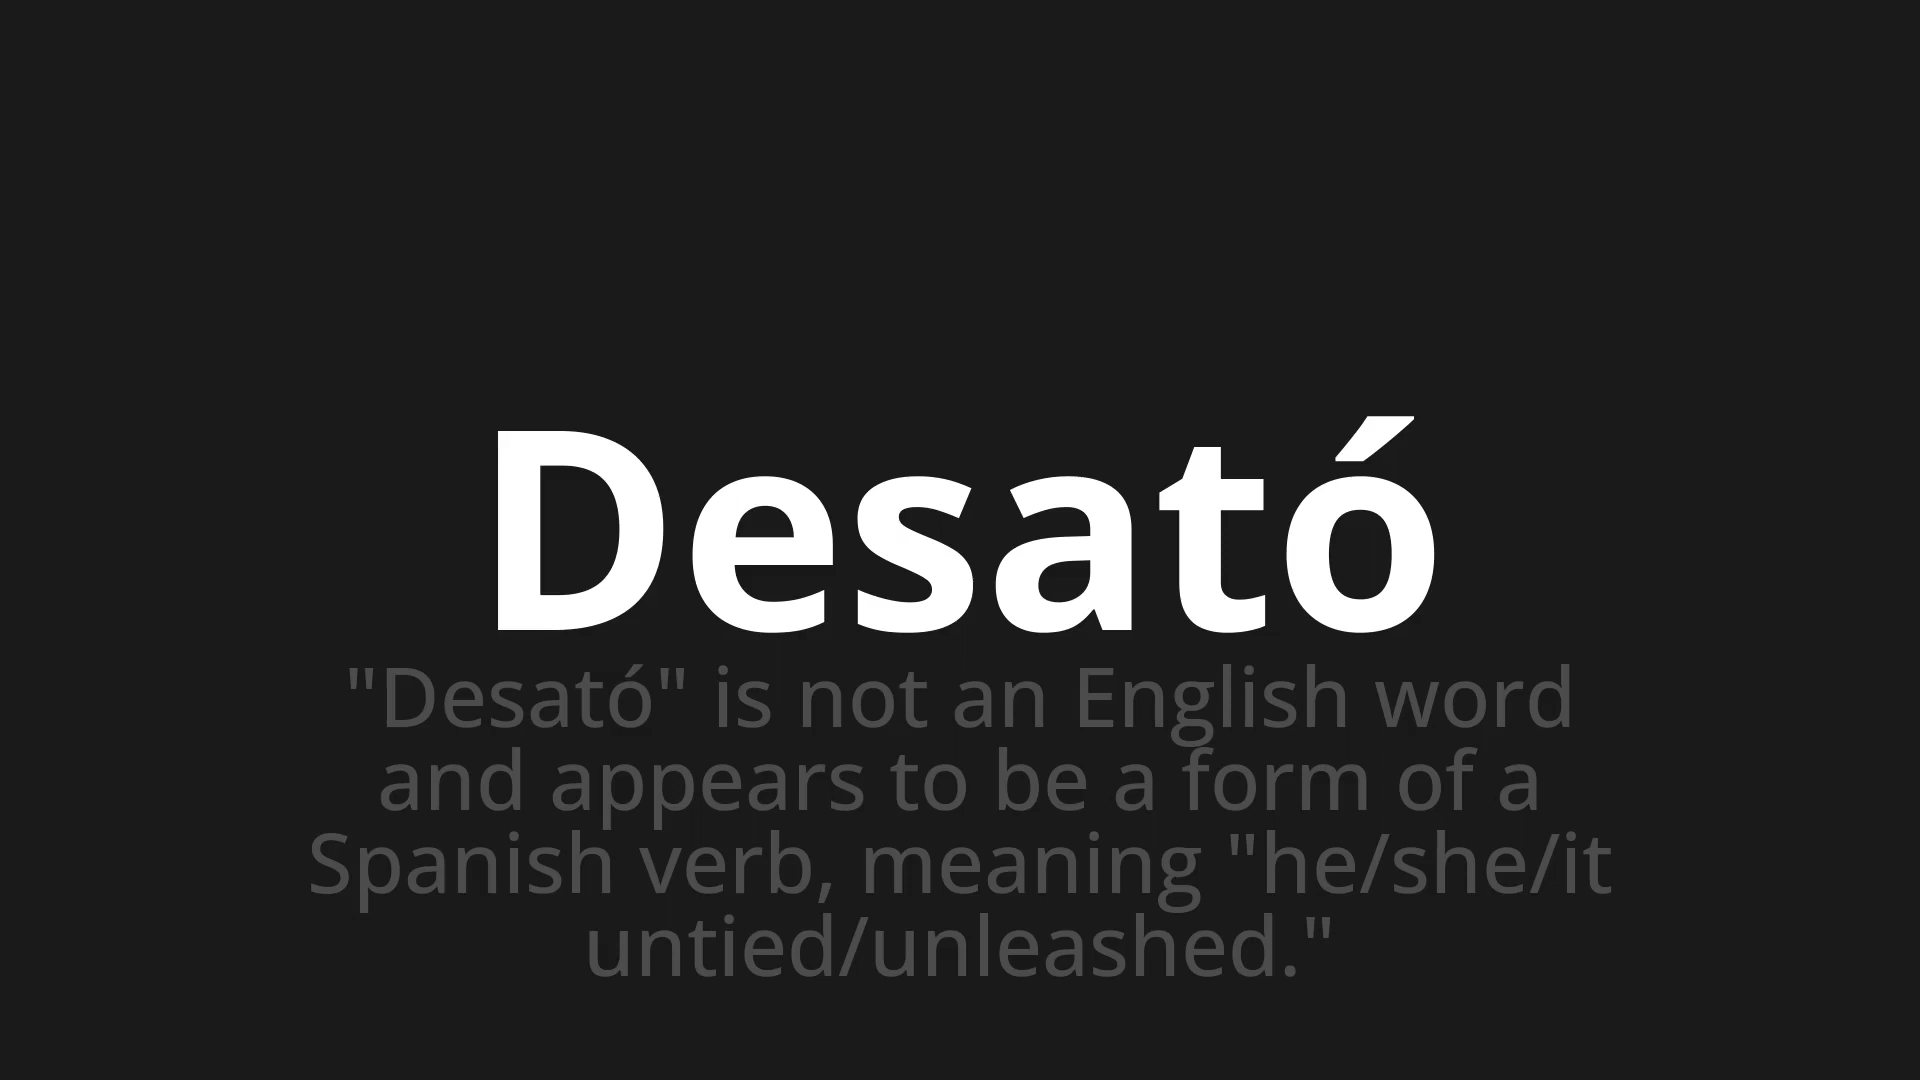 Desató
"Desató" is not an English word
and appears to be a form of a
Spanish verb, meaning "he/she/it
untied/unleashed."